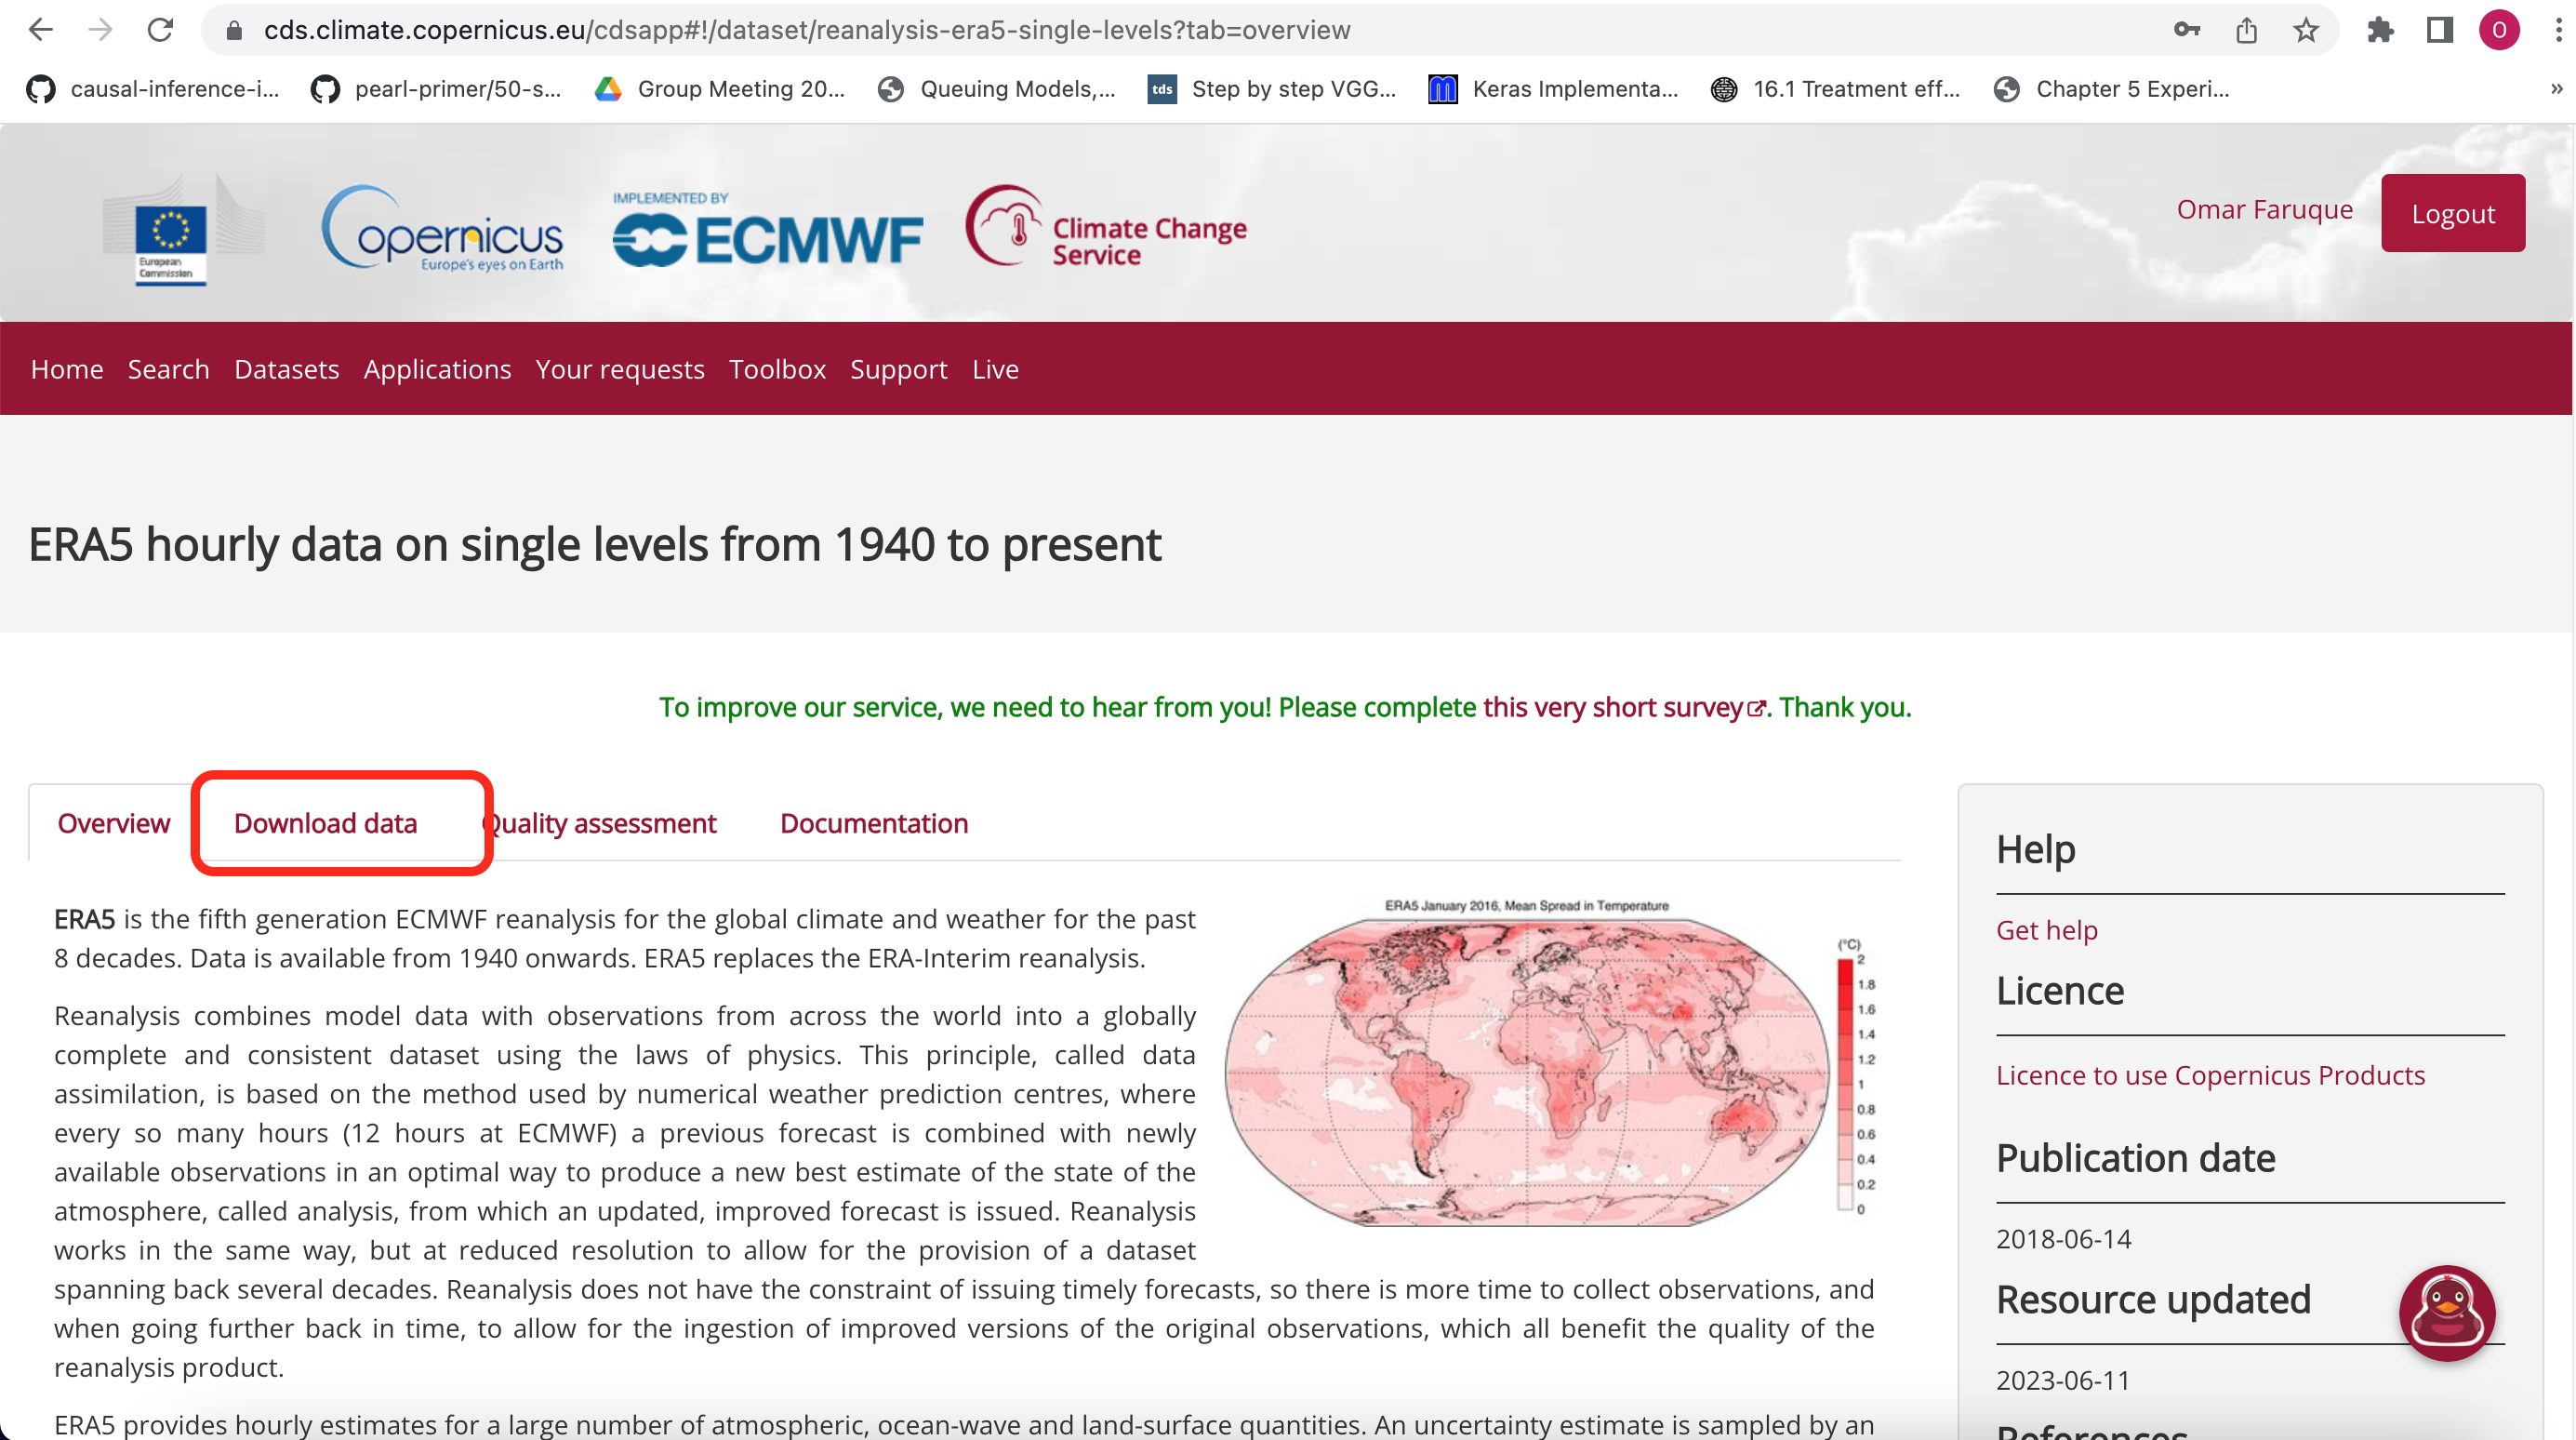 cds.climate.copernicus.eu/cdsapp#!/dataset/reanalysis-era5-single-levels?tab=overview
O
causal-inference-i... pearl-primer/50-s... Group Meeting 20... Queuing Models,... tds Step by step VGG... m Keras Implementa... 16.1 Treatment eff... Chapter 5 Experi... »
European
Commission
opernicus
Europe's eyes on Earth
IMPLEMENTED BY
ECMWF
Climate Change
Service
Omar Faruque Logout
Home Search Datasets Applications Your requests Toolbox Support Live
ERA5 hourly data on single levels from 1940 to present
To improve our service, we need to hear from you! Please complete this very short survey. Thank you.
Overview Download data Quality assessment Documentation
ERA5 is the fifth generation ECMWF reanalysis for the global climate and weather for the past
8 decades. Data is available from 1940 onwards. ERA5 replaces the ERA-Interim reanalysis.
Reanalysis combines model data with observations from across the world into a globally
complete and consistent dataset using the laws of physics. This principle, called data
assimilation, is based on the method used by numerical weather prediction centres, where
every so many hours (12 hours at ECMWF) a previous forecast is combined with newly
available observations in an optimal way to produce a new best estimate of the state of the
atmosphere, called analysis, from which an updated, improved forecast is issued. Reanalysis
works in the same way, but at reduced resolution to allow for the provision of a dataset
spanning back several decades. Reanalysis does not have the constraint of issuing timely forecasts, so there is more time to collect observations, and
when going further back in time, to allow for the ingestion of improved versions of the original observations, which all benefit the quality of the
reanalysis product.
ERA5 provides hourly estimates for a large number of atmospheric, ocean-wave and land-surface quantities. An uncertainty estimate is sampled by an
ERA5 January 2016, Mean Spread in Temperature
(°C)
2
1.8
1.6
1.4
1.2
1
0.8
0.6
0.4
0.2
0
Help
Get help
Licence
Licence to use Copernicus Products
Publication date
2018-06-14
Resource updated
2023-06-11
References